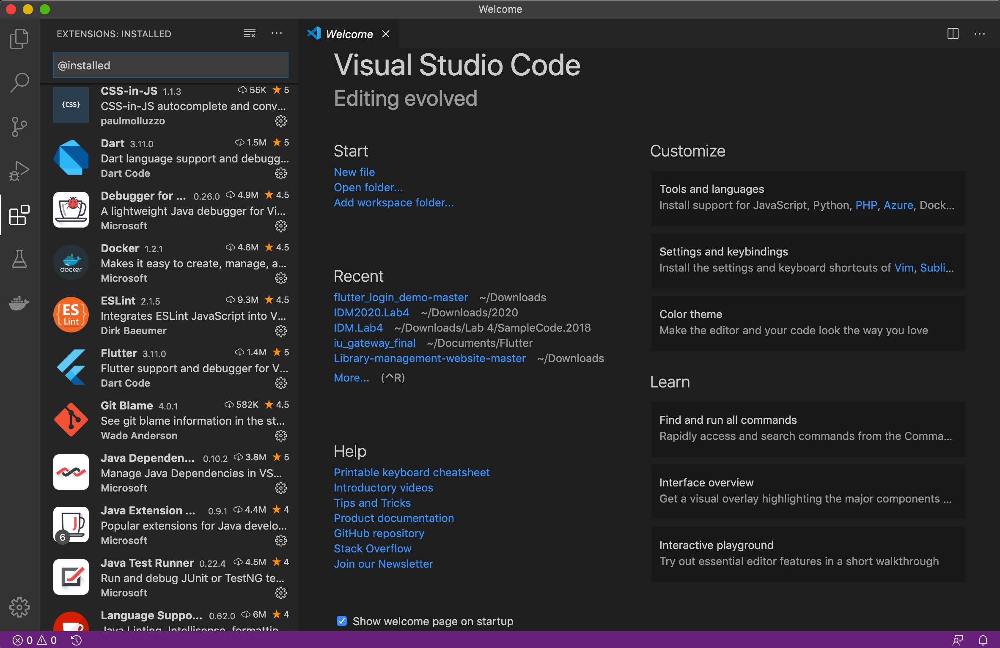 Welcome
EXTENSIONS: INSTALLED
@installed
CSS-in-JS 1.1.3 55K ★ 5
{CSS}
CSS-in-JS autocomplete and conv...
paulmolluzzo
Dart 3.11.0 1.5M ★ 5
Dart language support and debugg...
Dart Code
Debugger for ... 0.26.0 4.9M ★ 4.5
A lightweight Java debugger for Vi...
Microsoft
Docker 1.2.1 4.6M ★ 4.5
docker
Makes it easy to create, manage, a...
Microsoft
ESLint 2.1.5 9.3M ★ 4.5
{ES
Lint}
Integrates ESLint JavaScript into V...
Dirk Baeumer
Flutter 3.11.0 1.4M ★ 5
Flutter support and debugger for V...
Dart Code
Git Blame 4.0.1 582K ★ 4.5
See git blame information in the st...
Wade Anderson
Java Dependen... 0.10.2 3.8M ★ 5
Manage Java Dependencies in VS...
Microsoft
Java Extension ... 0.9.1 4.4M ★ 4
J
6
Popular extensions for Java develo...
Microsoft
Java Test Runner 0.22.4 4.5M ★ 4
Run and debug JUnit or TestNG te...
Microsoft
Language Suppo... 0.62.0 6M ★ 4
Java Linting, Intellisense, formattin
Welcome
Visual Studio Code
Editing evolved
Start
New file
Open folder...
Add workspace folder...
Recent
flutter_login_demo-master ~/Downloads
IDM2020.Lab4 ~/Downloads/2020
IDM.Lab4 ~/Downloads/Lab 4/SampleCode.2018
iu_gateway_final ~/Documents/Flutter
Library-management-website-master ~/Downloads
More... (^R)
Help
Printable keyboard cheatsheet
Introductory videos
Tips and Tricks
Product documentation
GitHub repository
Stack Overflow
Join our Newsletter
Show welcome page on startup
Customize
Tools and languages
Install support for JavaScript, Python, PHP, Azure, Dock...
Settings and keybindings
Install the settings and keyboard shortcuts of Vim, Subli...
Color theme
Make the editor and your code look the way you love
Learn
Find and run all commands
Rapidly access and search commands from the Comma...
Interface overview
Get a visual overlay highlighting the major components ...
Interactive playground
Try out essential editor features in a short walkthrough
0 0